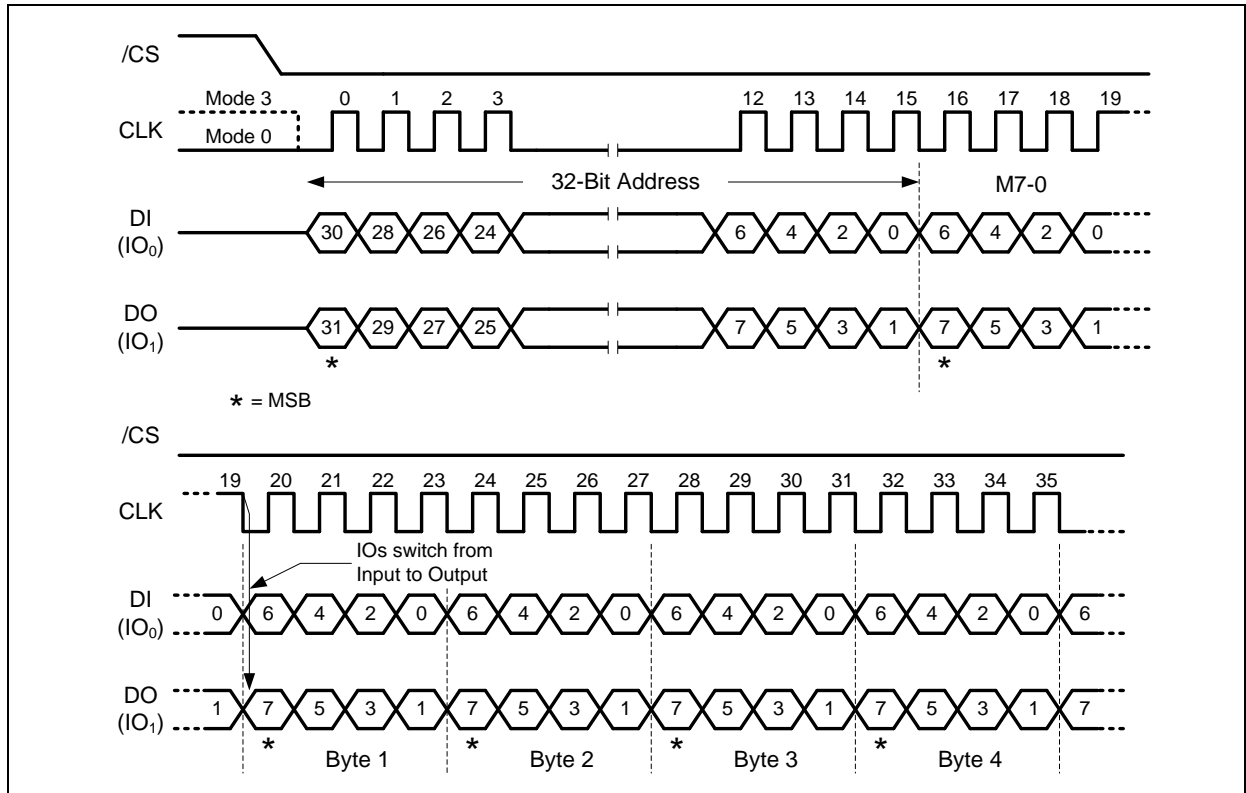 /CS
Mode 3 0 1 2 3 12 13 14 15 16 17 18 19
CLK
Mode 0
32-Bit Address M7-0
DI
(IO₀)
30 28 26 24 6 4 2 0 6 4 2 0
DO
(IO₁)
31 29 27 25 7 5 3 1 7 5 3 1
* *
* = MSB
/CS
19 20 21 22 23 24 25 26 27 28 29 30 31 32 33 34 35
CLK
IOs switch from
Input to Output
DI
(IO₀)
0 6 4 2 0 6 4 2 0 6 4 2 0 6 4 2 0 6
DO
(IO₁)
1 7 5 3 1 7 5 3 1 7 5 3 1 7 5 3 1 7
* * * *
Byte 1 Byte 2 Byte 3 Byte 4